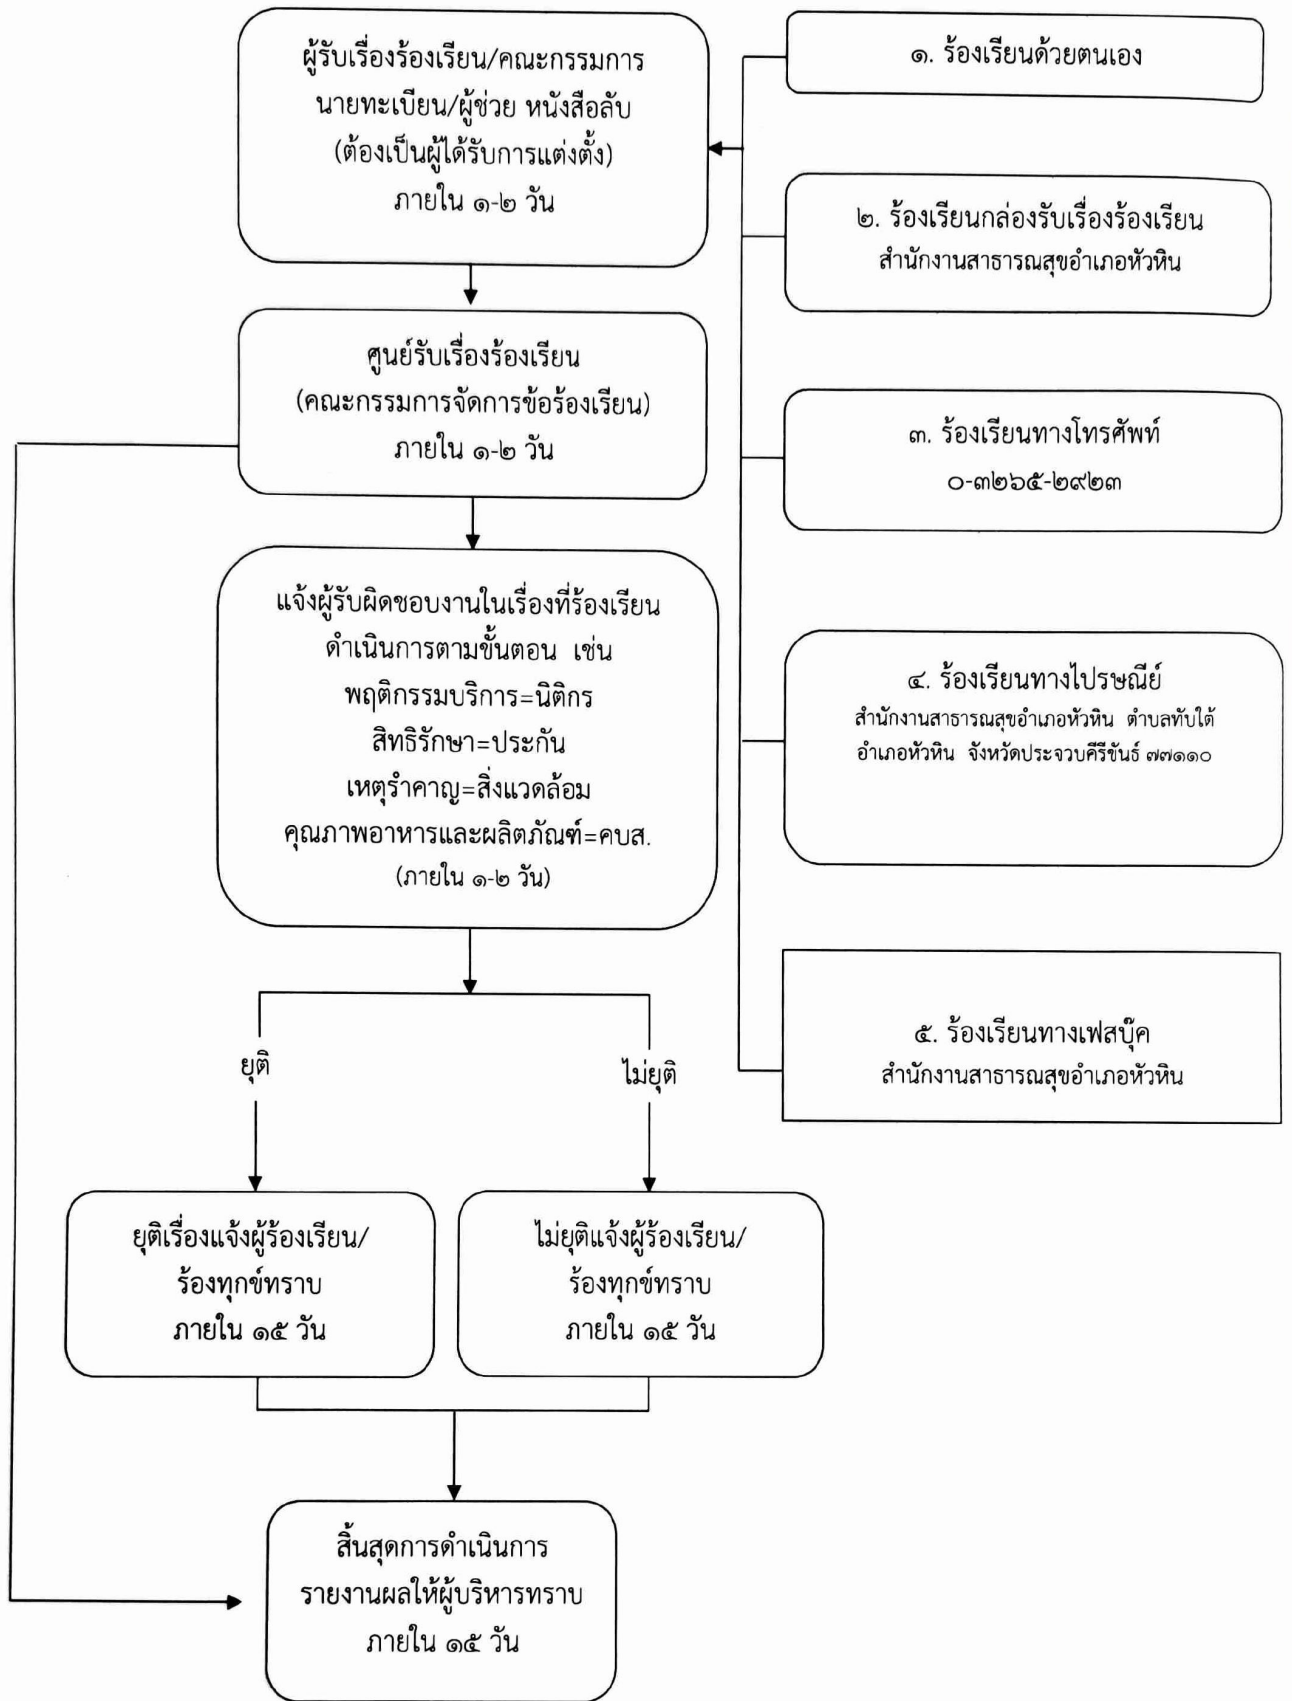 ผู้รับเรื่องร้องเรียน/คณะกรรมการ
นายทะเบียน/ผู้ช่วย หนังสือลับ
(ต้องเป็นผู้ได้รับการแต่งตั้ง)
ภายใน ๑-๒ วัน
๑. ร้องเรียนด้วยตนเอง
๒. ร้องเรียนกล่องรับเรื่องร้องเรียน
สำนักงานสาธารณสุขอำเภอหัวหิน
ศูนย์รับเรื่องร้องเรียน
(คณะกรรมการจัดการข้อร้องเรียน)
ภายใน ๑-๒ วัน
๓. ร้องเรียนทางโทรศัพท์
๐-๓๒๖๕-๒๙๒๓
แจ้งผู้รับผิดชอบงานในเรื่องที่ร้องเรียน
ดำเนินการตามขั้นตอน เช่น
พฤติกรรมบริการ=นิติกร
สิทธิรักษา=ประกัน
เหตุรำคาญ=สิ่งแวดล้อม
คุณภาพอาหารและผลิตภัณฑ์=คบส.
(ภายใน ๑-๒ วัน)
๔. ร้องเรียนทางไปรษณีย์
สำนักงานสาธารณสุขอำเภอหัวหิน ตำบลทับใต้
อำเภอหัวหิน จังหวัดประจวบคีรีขันธ์ ๗๗๑๑๐
๕. ร้องเรียนทางเฟสบุ๊ค
สำนักงานสาธารณสุขอำเภอหัวหิน
ยุติ
ไม่ยุติ
ยุติเรื่องแจ้งผู้ร้องเรียน/
ร้องทุกข์ทราบ
ภายใน ๑๕ วัน
ไม่ยุติแจ้งผู้ร้องเรียน/
ร้องทุกข์ทราบ
ภายใน ๑๕ วัน
สิ้นสุดการดำเนินการ
รายงานผลให้ผู้บริหารทราบ
ภายใน ๑๕ วัน